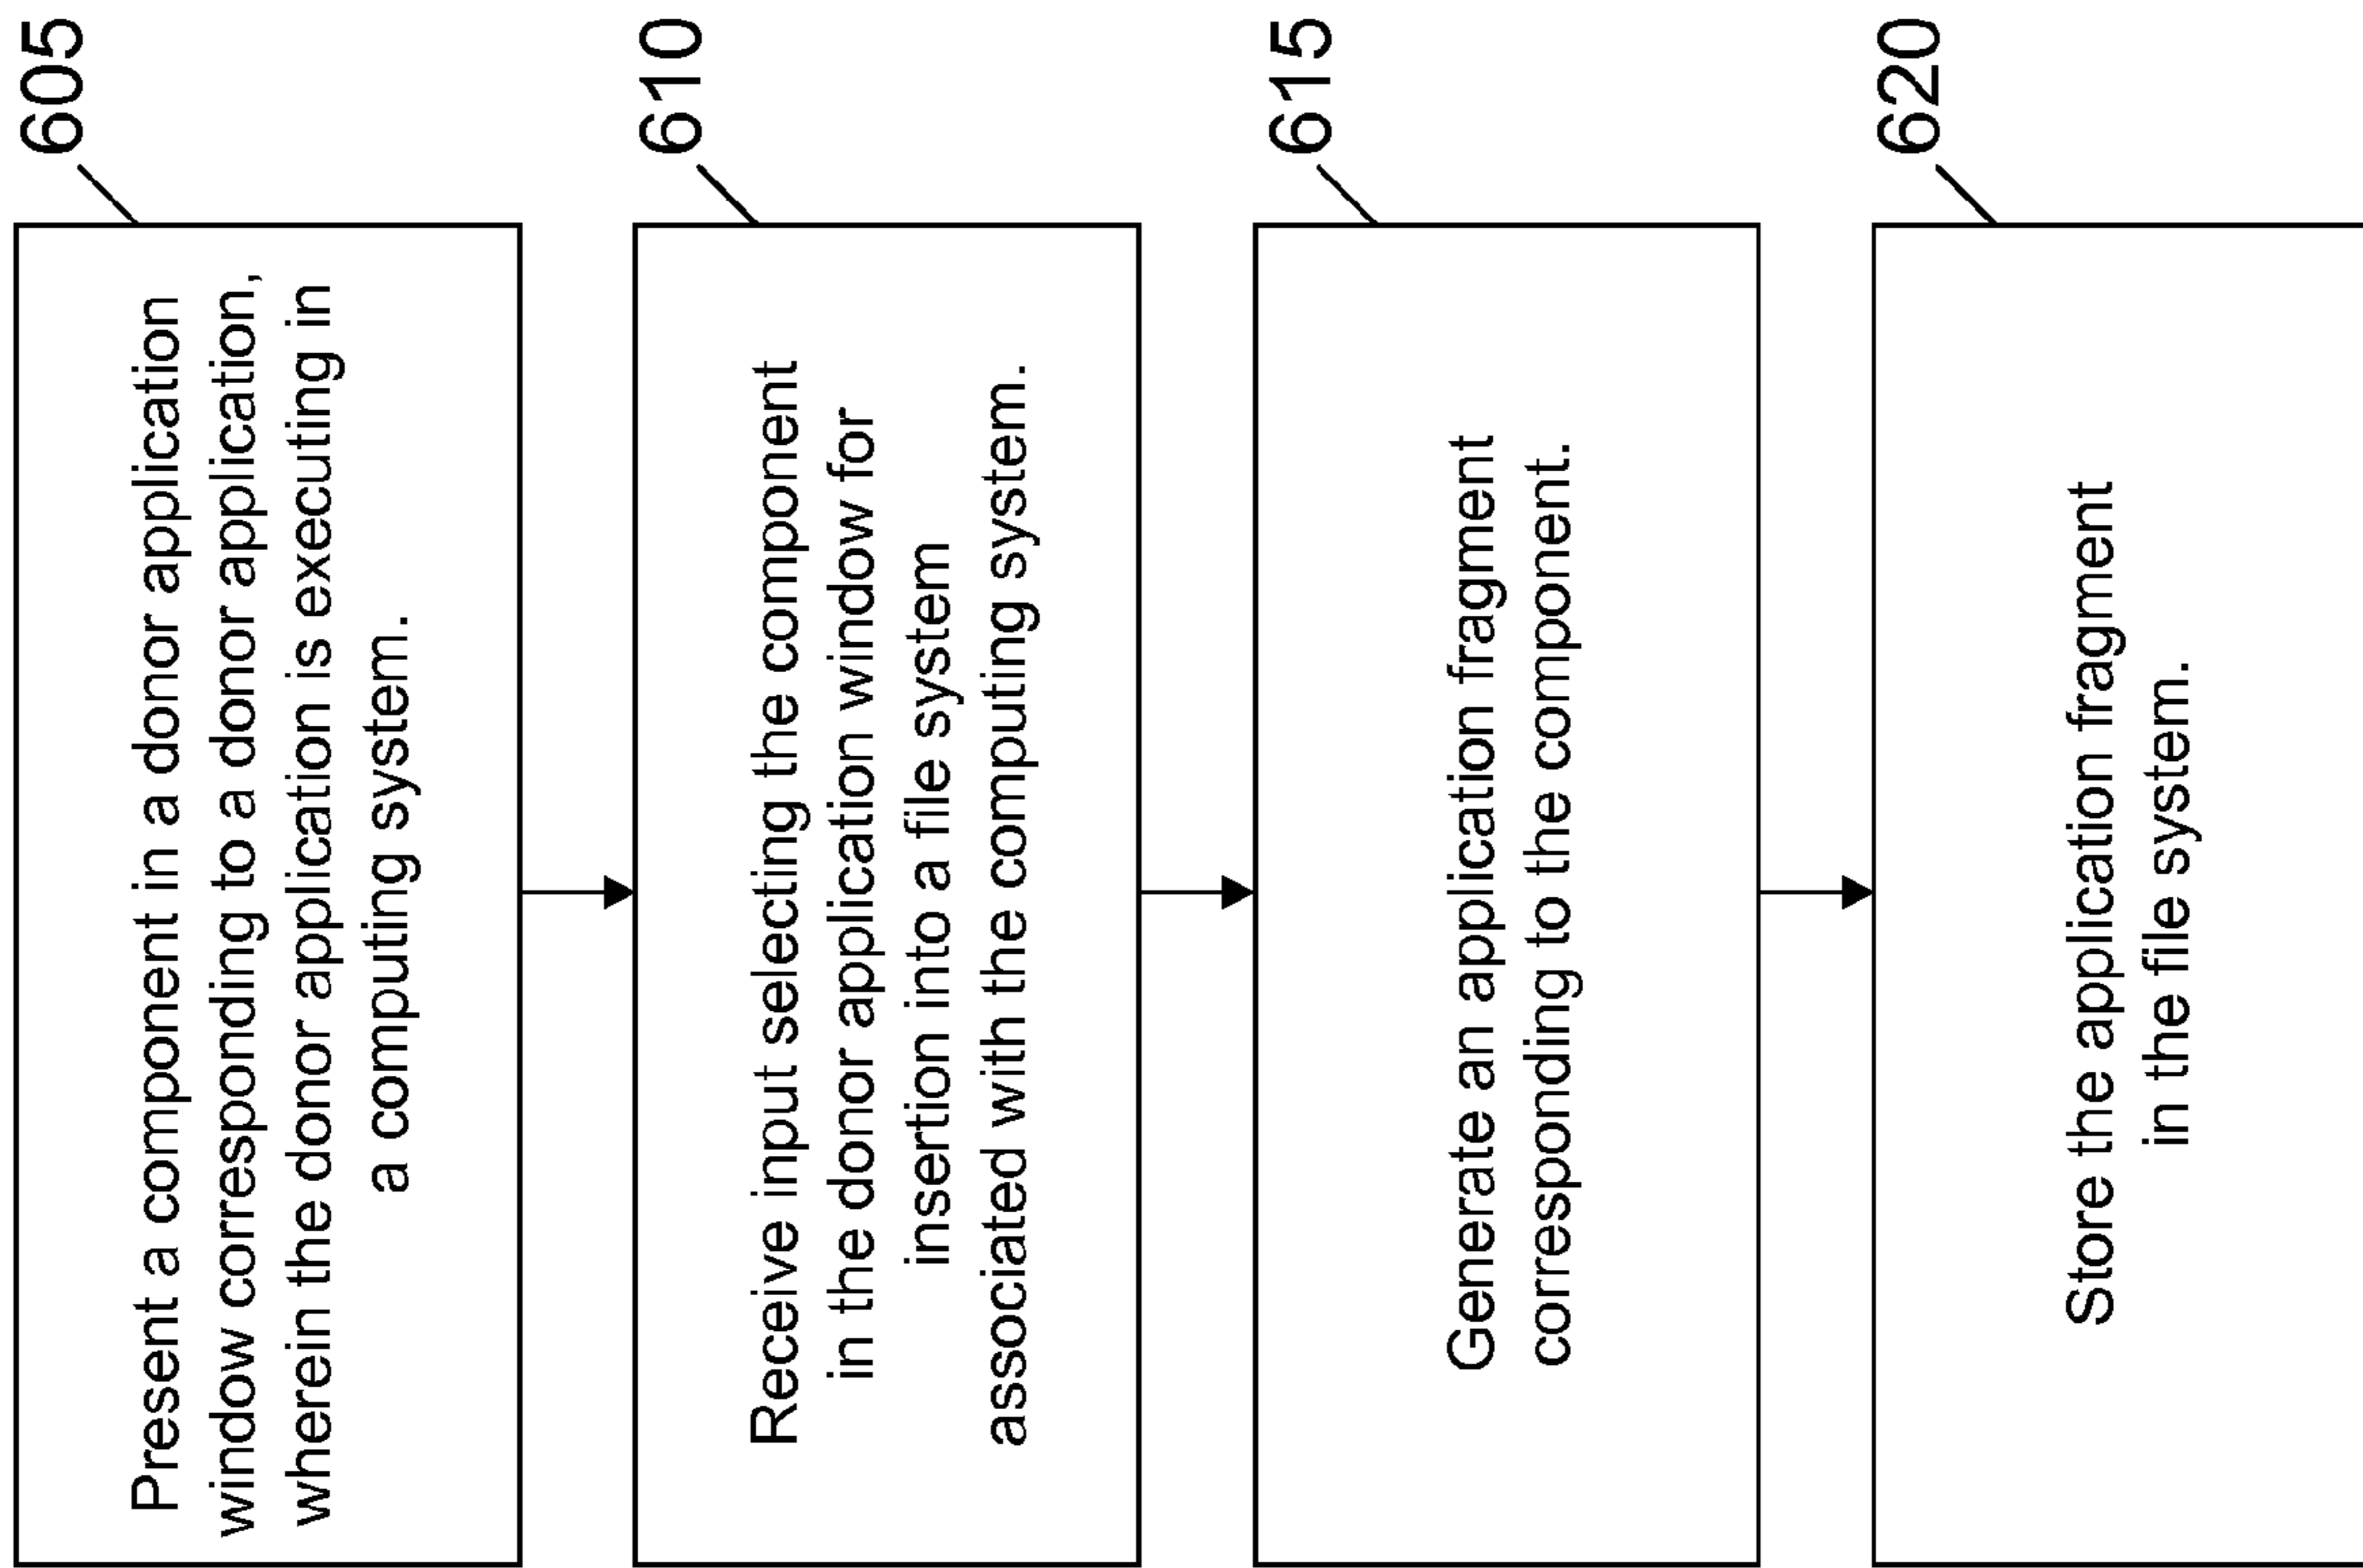 605
Present a component in a donor application
window corresponding to a donor application,
wherein the donor application is executing in
a computing system.
610
Receive input selecting the component
in the donor application window for
insertion into a file system
associated with the computing system.
615
Generate an application fragment
corresponding to the component.
620
Store the application fragment
in the file system.